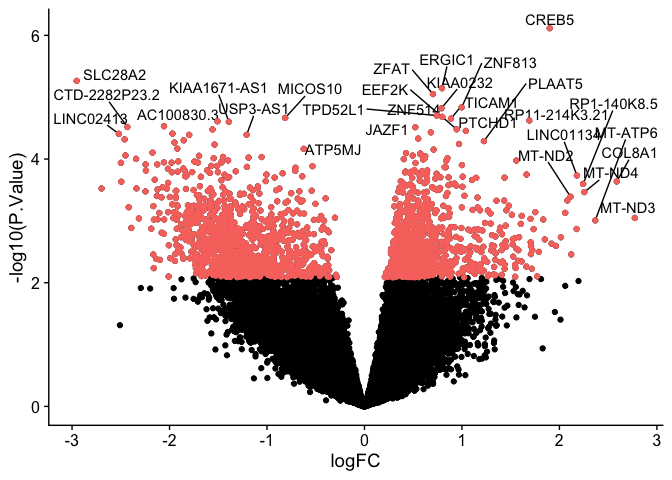 CREB5
6
ERGIC1
ZNF813
ZFAT
SLC28A2
KIAA0232
PLAAT5
KIAA1671-AS1
MICOS10
EEF2K
CTD-2282P23.2
TICAM1
RP1-140K8.5
USP3-AS1
TPD52L1
ZNF514
AC100830.3
RP11-214K3.21
LINC02413
PTCHD1
JAZF1
LINC01134
MT-ATP6
4
ATP5MJ
MT-ND2
COL8A1
MT-ND4
MT-ND3
2
0
-log10(P.Value)
-3 -2 -1 0 1 2 3
logFC